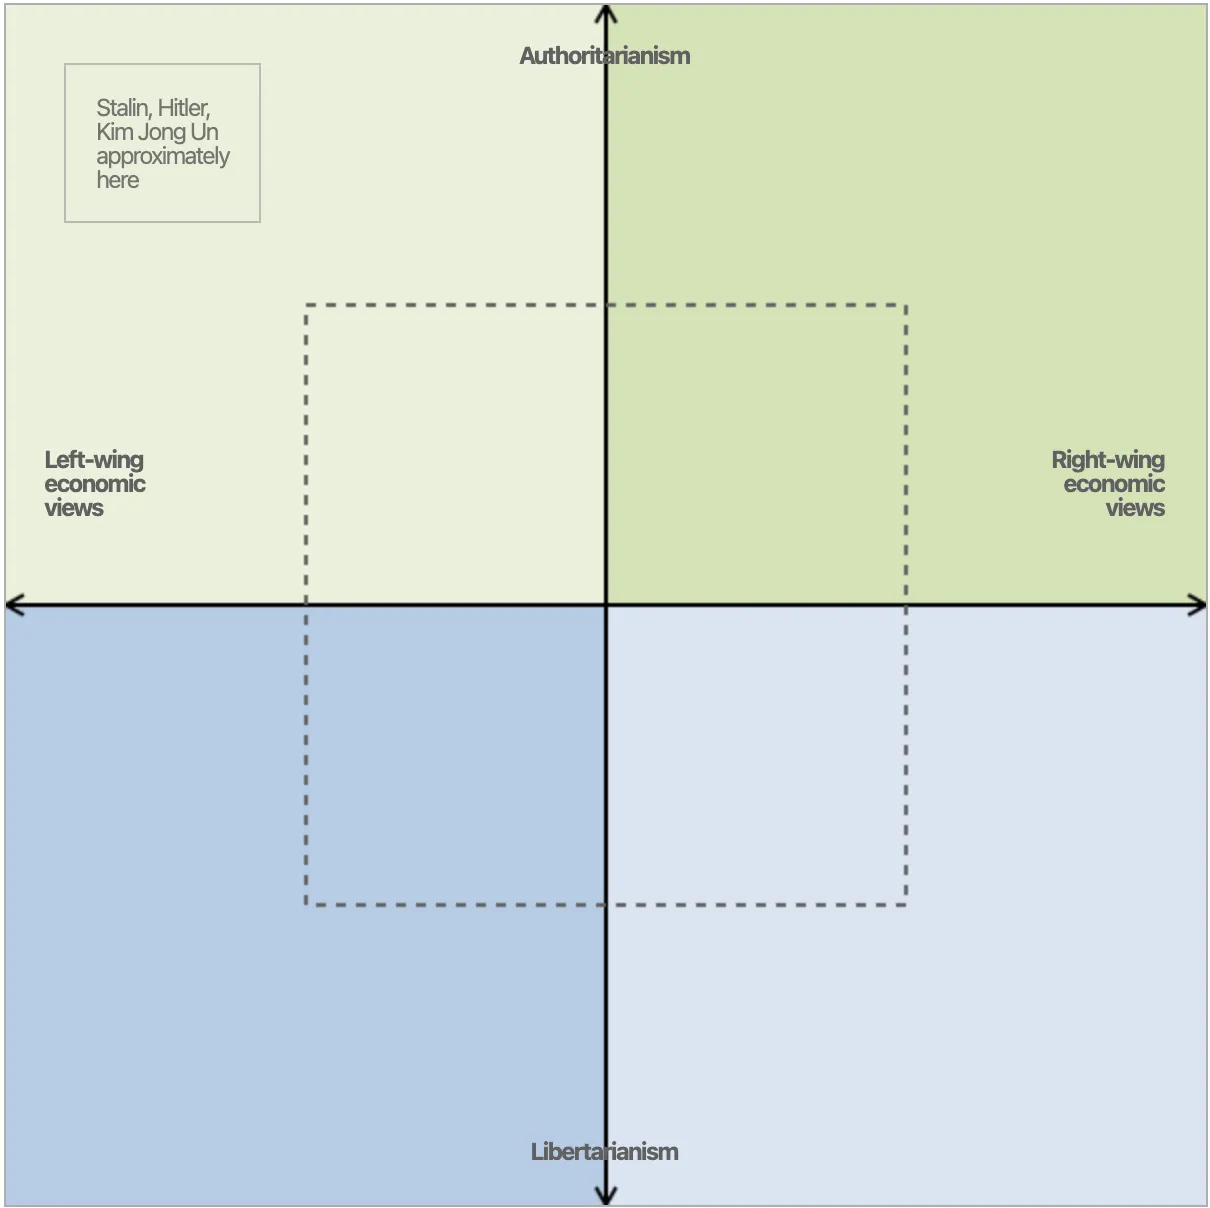 Authoritarianism
Stalin, Hitler,
Kim Jong Un
approximately
here
Left-wing
economic
views
Right-wing
economic
views
Libertarianism